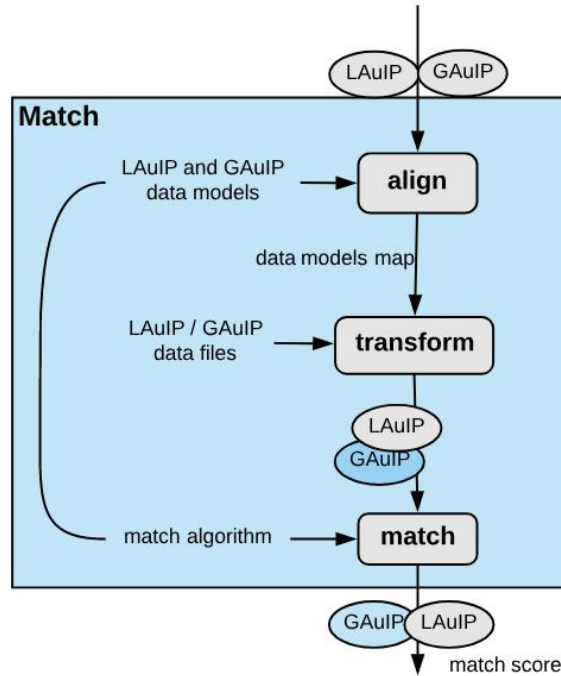 LAuIP GAuIP
Match
LAuIP and GAuIP
data models
align
data models map
LAuIP / GAuIP
data files
transform
LAuIP
GAuIP
match algorithm
match
GAuIP LAuIP
match score